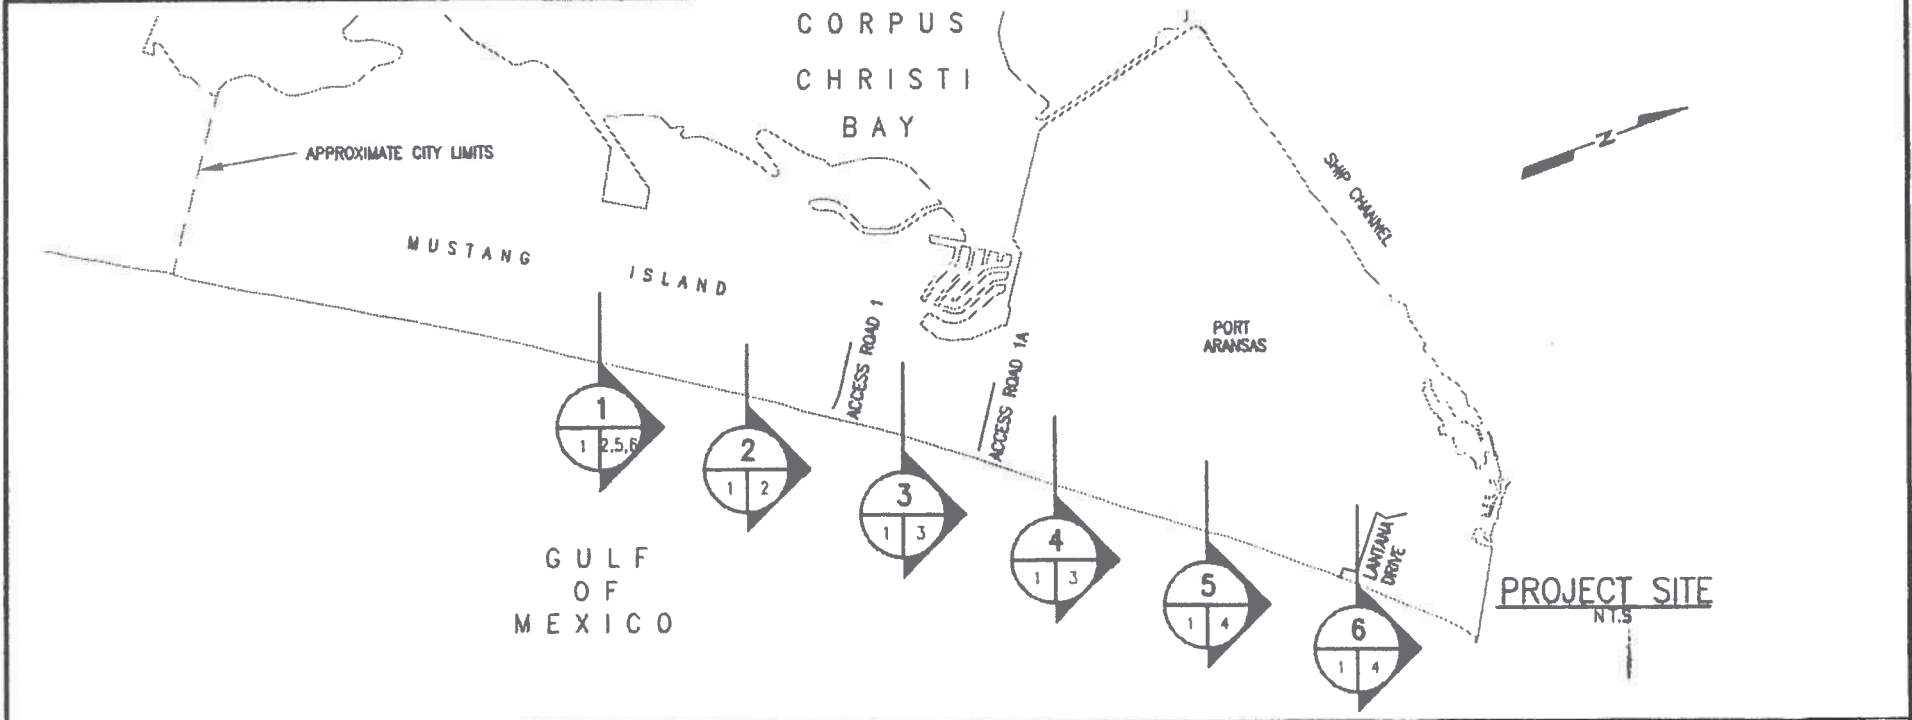 CORPUS
CHRISTI
BAY
APPROXIMATE CITY LIMITS
N
SHIP CHANNEL
MUSTANG ISLAND
ACCESS ROAD 1
ACCESS ROAD 1A
PORT
ARANSAS
1
1 2,5,6
2
1 2
3
1 3
4
1 3
5
1 4
6
1 4
LANTANA
DRIVE
GULF
OF
MEXICO
PROJECT SITE
N.T.S